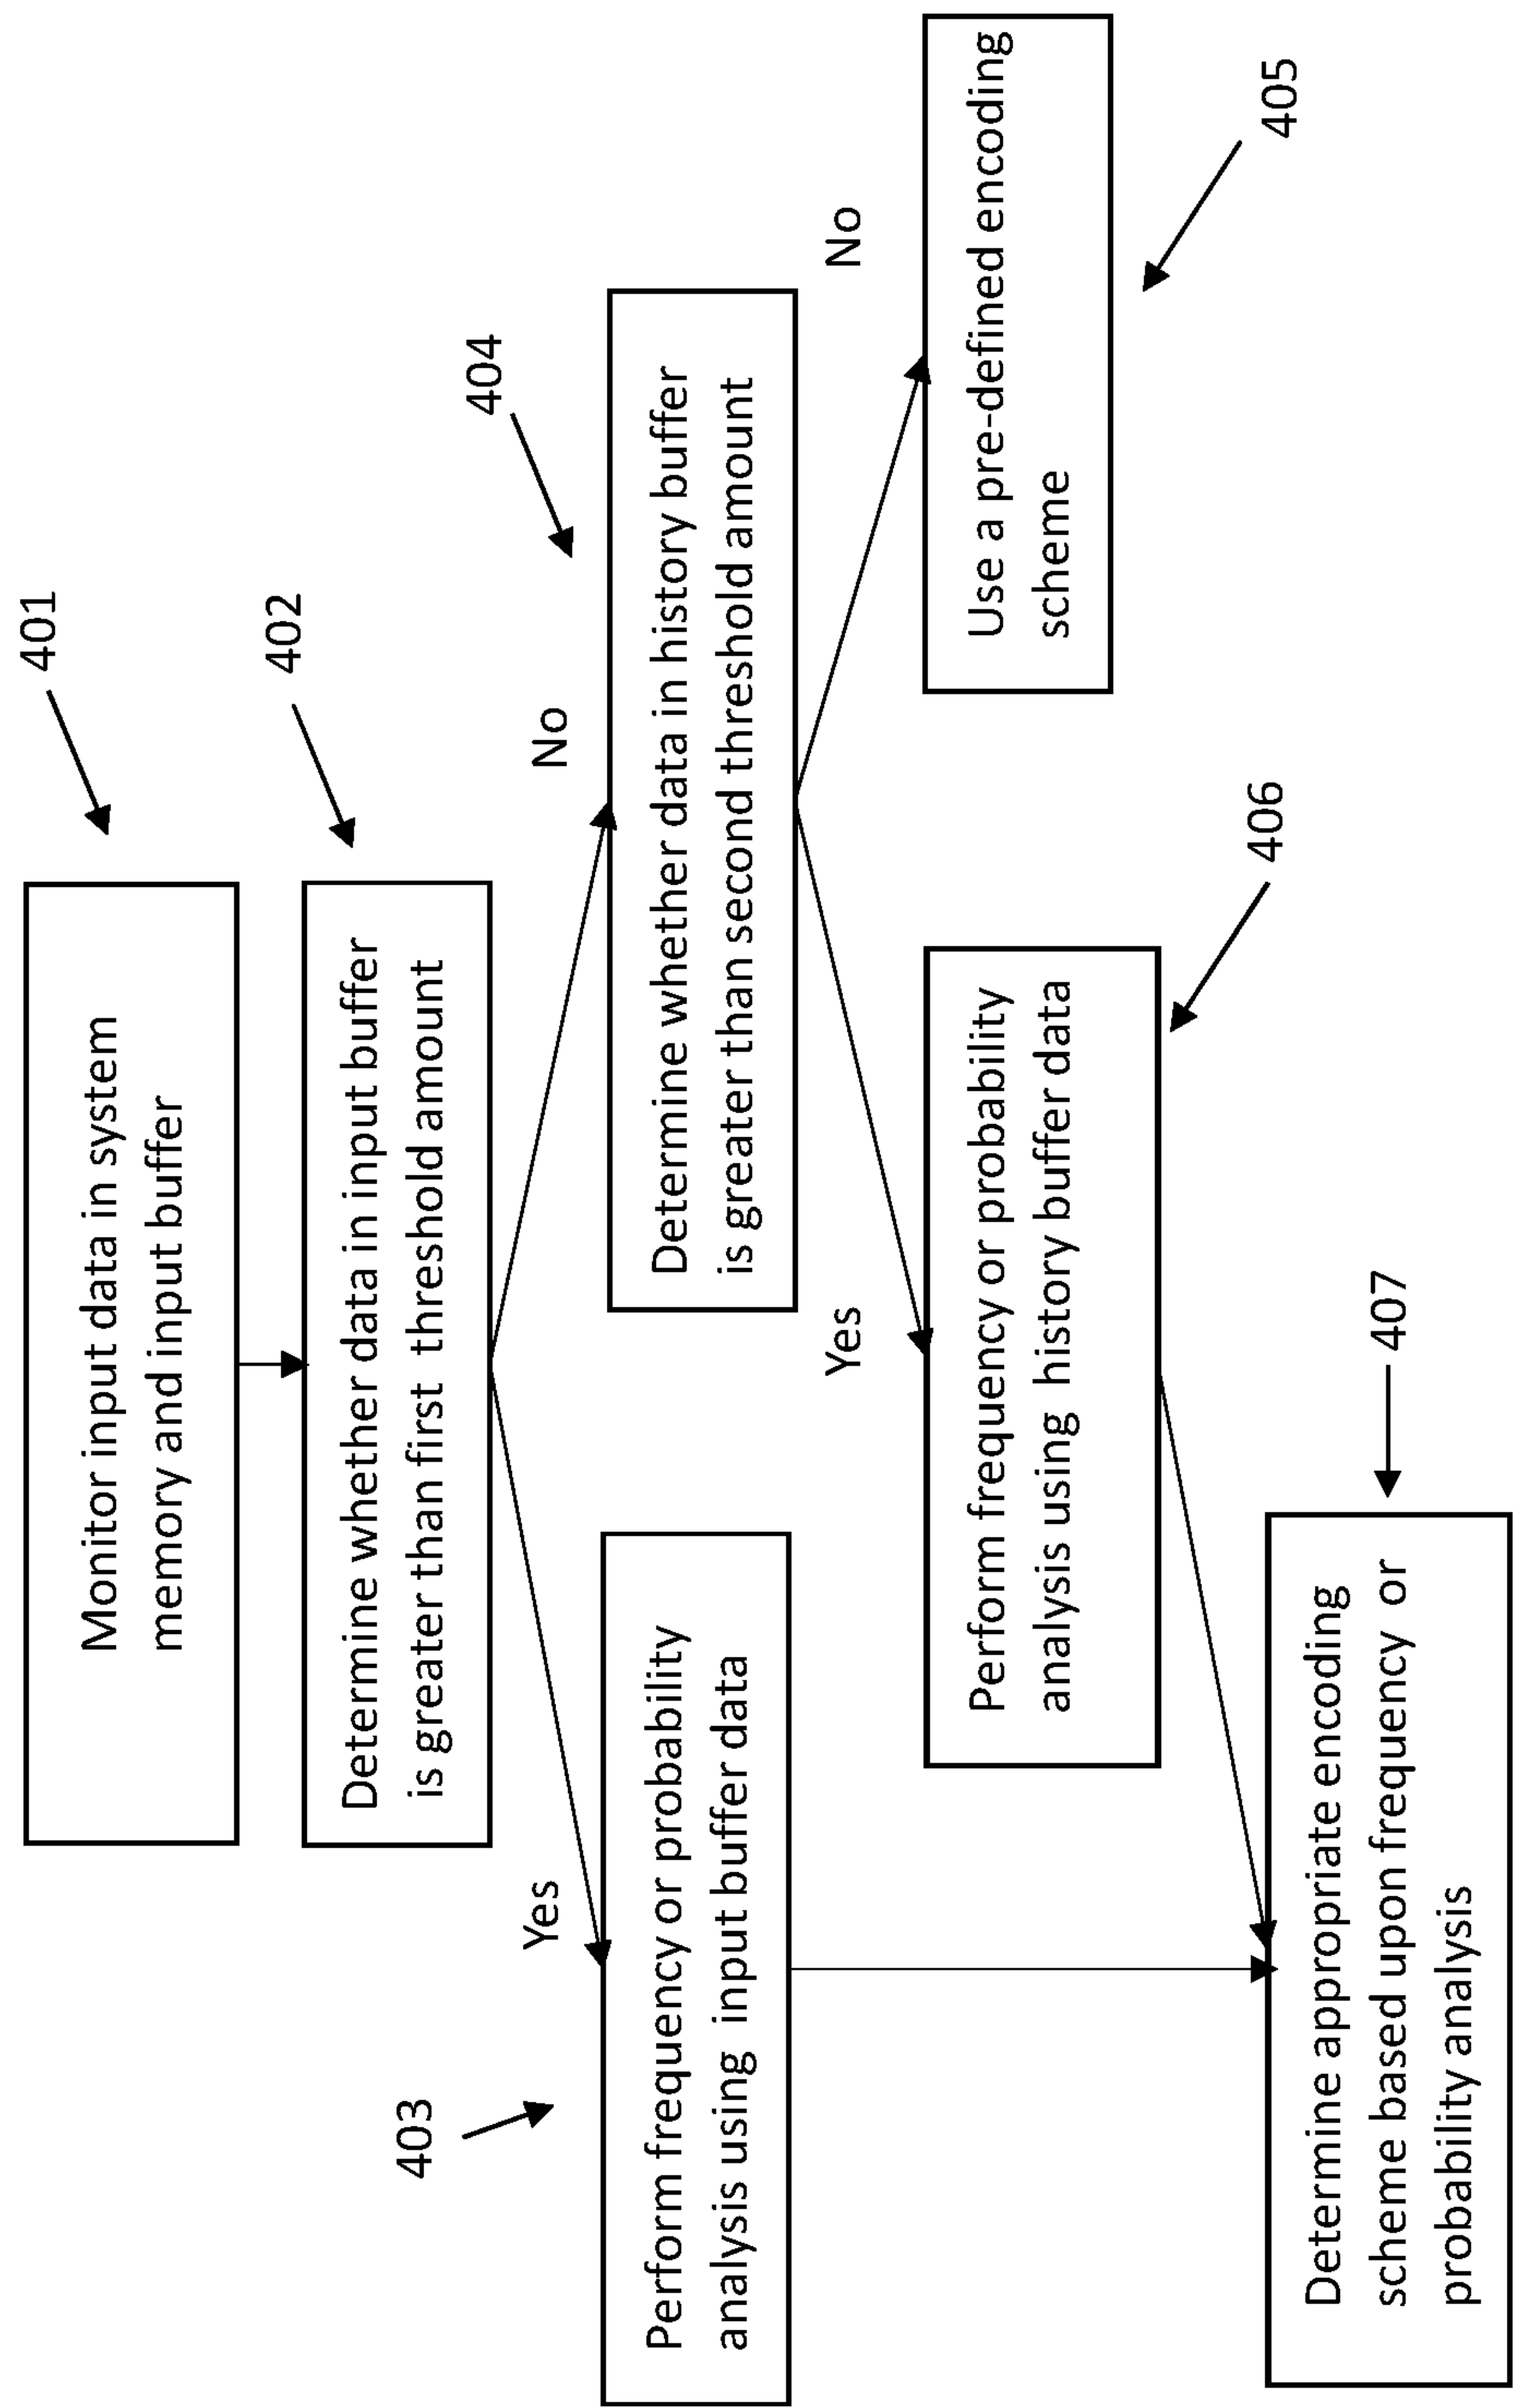 401
Monitor input data in system
memory and input buffer
402
Determine whether data in input buffer
is greater than first threshold amount
Yes
No
403
Perform frequency or probability
analysis using input buffer data
404
Determine whether data in history buffer
is greater than second threshold amount
Yes
No
Perform frequency or probability
analysis using history buffer data
406
Use a pre-defined encoding
scheme
405
Determine appropriate encoding
scheme based upon frequency or
probability analysis
407